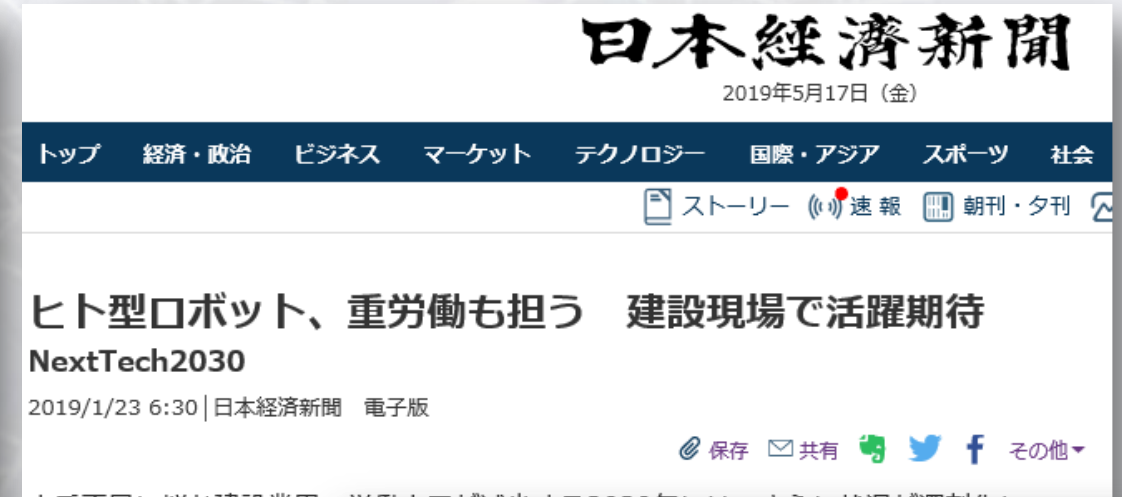 日本経済新聞
2019年5月17日（金）
トップ 経済・政治 ビジネス マーケット テクノロジー 国際・アジア スポーツ 社会
ストーリー 速報 朝刊・夕刊
ヒト型ロボット、重労働も担う 建設現場で活躍期待
NextTech2030
2019/1/23 6:30│日本経済新聞 電子版
保存 共有 その他